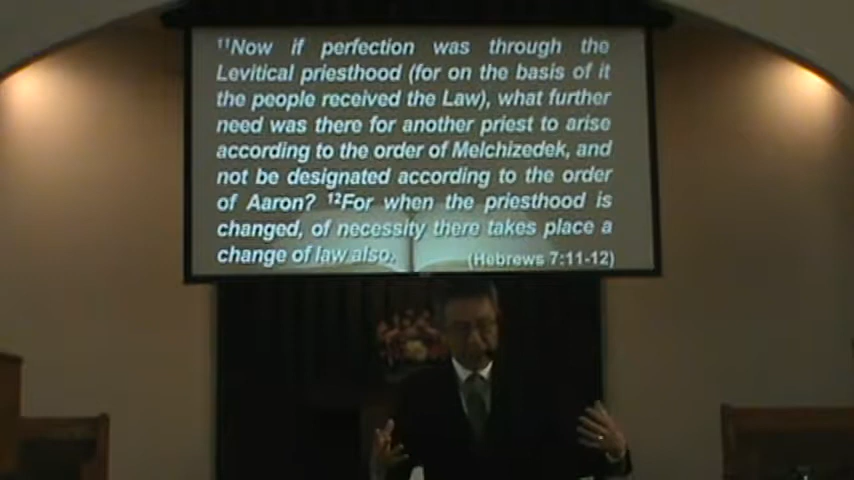 ¹¹Now if perfection was through the
Levitical priesthood (for on the basis of it
the people received the Law), what further
need was there for another priest to arise
according to the order of Melchizedek, and
not be designated according to the order
of Aaron? ¹²For when the priesthood is
changed, of necessity there takes place a
change of law also. (Hebrews 7:11-12)